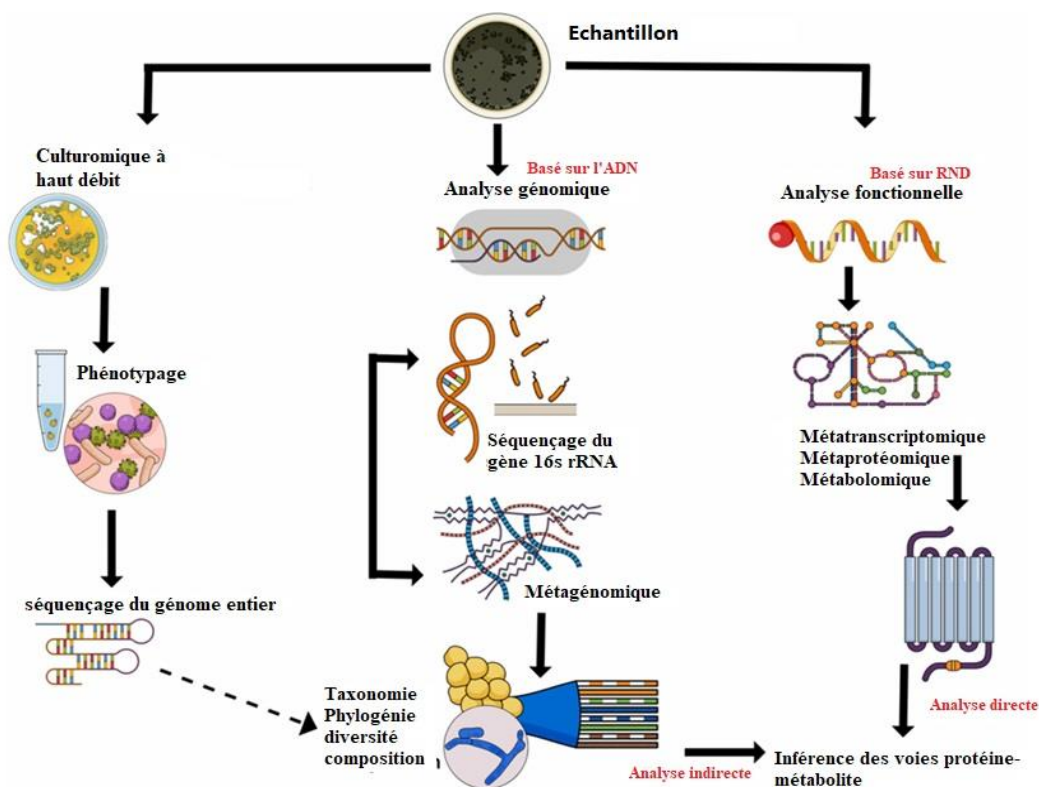 Echantillon
Culturomique à
haut débit
Phénotypage
séquençage du génome entier
Basé sur l'ADN
Analyse génomique
Séquençage du
gène 16s rRNA
Métagénomique
Taxonomie
Phylogénie
diversité
composition
Analyse indirecte
Basé sur RND
Analyse fonctionnelle
Métatranscriptomique
Métaprotéomique
Métabolomique
Analyse directe
Inférence des voies protéine-
métabolite